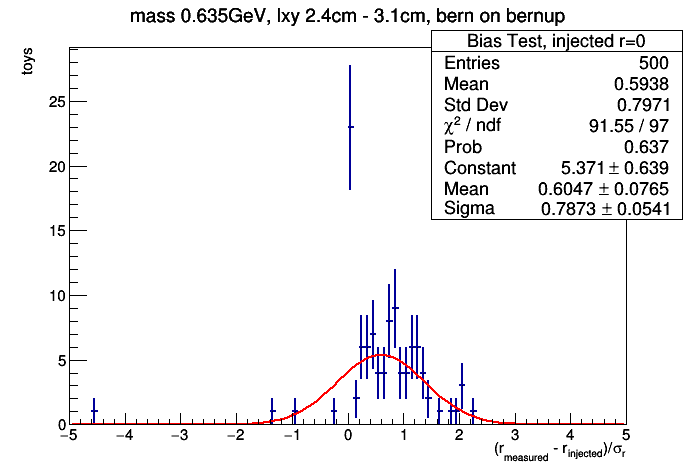 mass 0.635GeV, lxy 2.4cm - 3.1cm, bern on bernup
toys
Bias Test, injected r=0
Entries 500
Mean 0.5938
Std Dev 0.7971
χ² / ndf 91.55 / 97
Prob 0.637
Constant 5.371 ± 0.639
Mean 0.6047 ± 0.0765
Sigma 0.7873 ± 0.0541
25
20
15
10
5
0
−5 −4 −3 −2 −1 0 1 2 3 4 5
(r_measured - r_injected)/σ_r